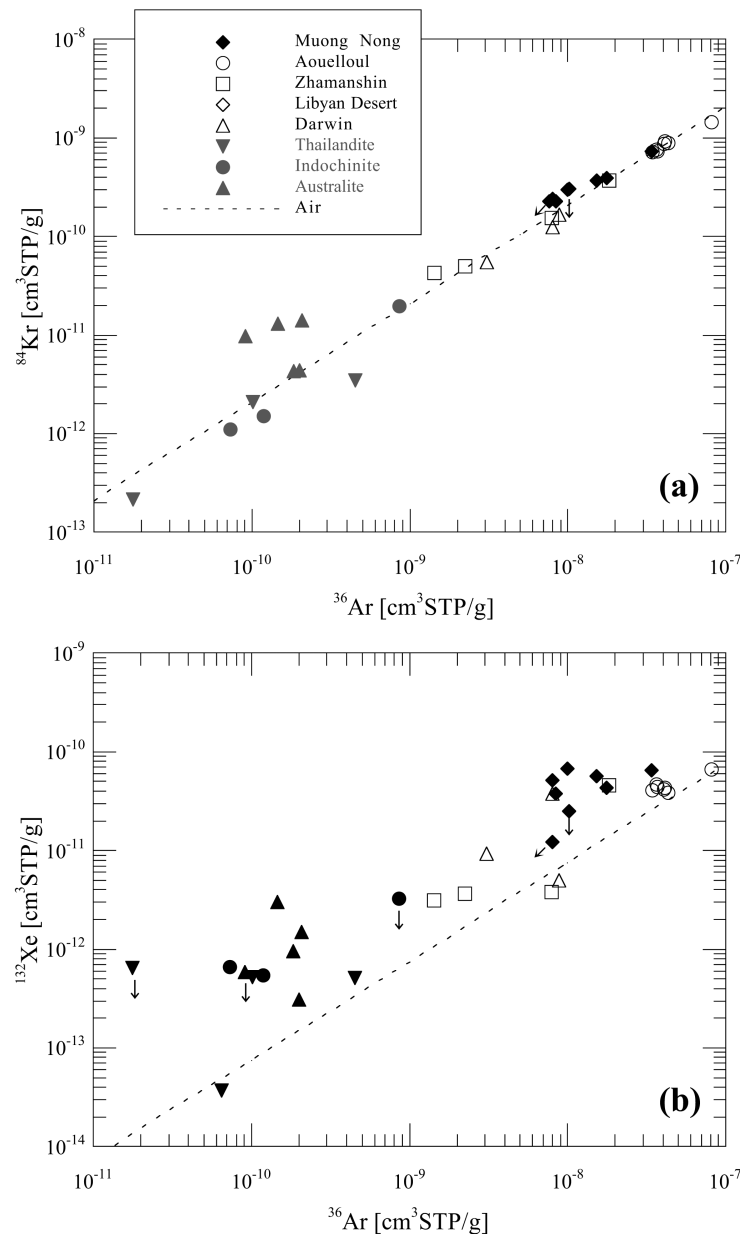 10⁻⁸
Muong Nong
Aouelloul
Zhamanshin
Libyan Desert
Darwin
Thailandite
Indochinite
Australite
Air
10⁻⁹
10⁻¹⁰
10⁻¹¹
10⁻¹²
10⁻¹³
⁸⁴Kr [cm³STP/g]
(a)
10⁻¹¹ 10⁻¹⁰ 10⁻⁹ 10⁻⁸ 10⁻⁷
³⁶Ar [cm³STP/g]
10⁻⁹
10⁻¹⁰
10⁻¹¹
10⁻¹²
10⁻¹³
10⁻¹⁴
¹³²Xe [cm³STP/g]
(b)
10⁻¹¹ 10⁻¹⁰ 10⁻⁹ 10⁻⁸ 10⁻⁷
³⁶Ar [cm³STP/g]